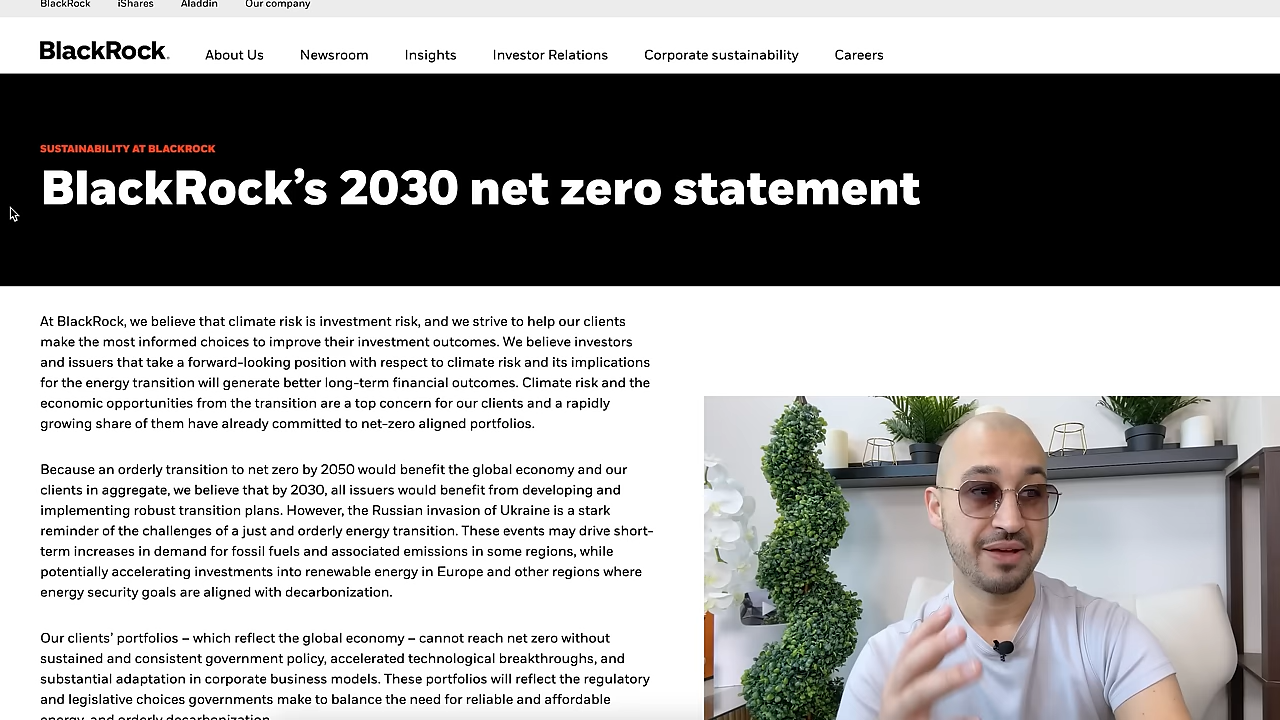 BlackRock iShares Aladdin Our company
BlackRock. About Us Newsroom Insights Investor Relations Corporate sustainability Careers
SUSTAINABILITY AT BLACKROCK
BlackRock’s 2030 net zero statement
At BlackRock, we believe that climate risk is investment risk, and we strive to help our clients
make the most informed choices to improve their investment outcomes. We believe investors
and issuers that take a forward-looking position with respect to climate risk and its implications
for the energy transition will generate better long-term financial outcomes. Climate risk and the
economic opportunities from the transition are a top concern for our clients and a rapidly
growing share of them have already committed to net-zero aligned portfolios.
Because an orderly transition to net zero by 2050 would benefit the global economy and our
clients in aggregate, we believe that by 2030, all issuers would benefit from developing and
implementing robust transition plans. However, the Russian invasion of Ukraine is a stark
reminder of the challenges of a just and orderly energy transition. These events may drive short-
term increases in demand for fossil fuels and associated emissions in some regions, while
potentially accelerating investments into renewable energy in Europe and other regions where
energy security goals are aligned with decarbonization.
Our clients’ portfolios – which reflect the global economy – cannot reach net zero without
sustained and consistent government policy, accelerated technological breakthroughs, and
substantial adaptation in corporate business models. These portfolios will reflect the regulatory
and legislative choices governments make to balance the need for reliable and affordable
energy, and orderly decarbonization.